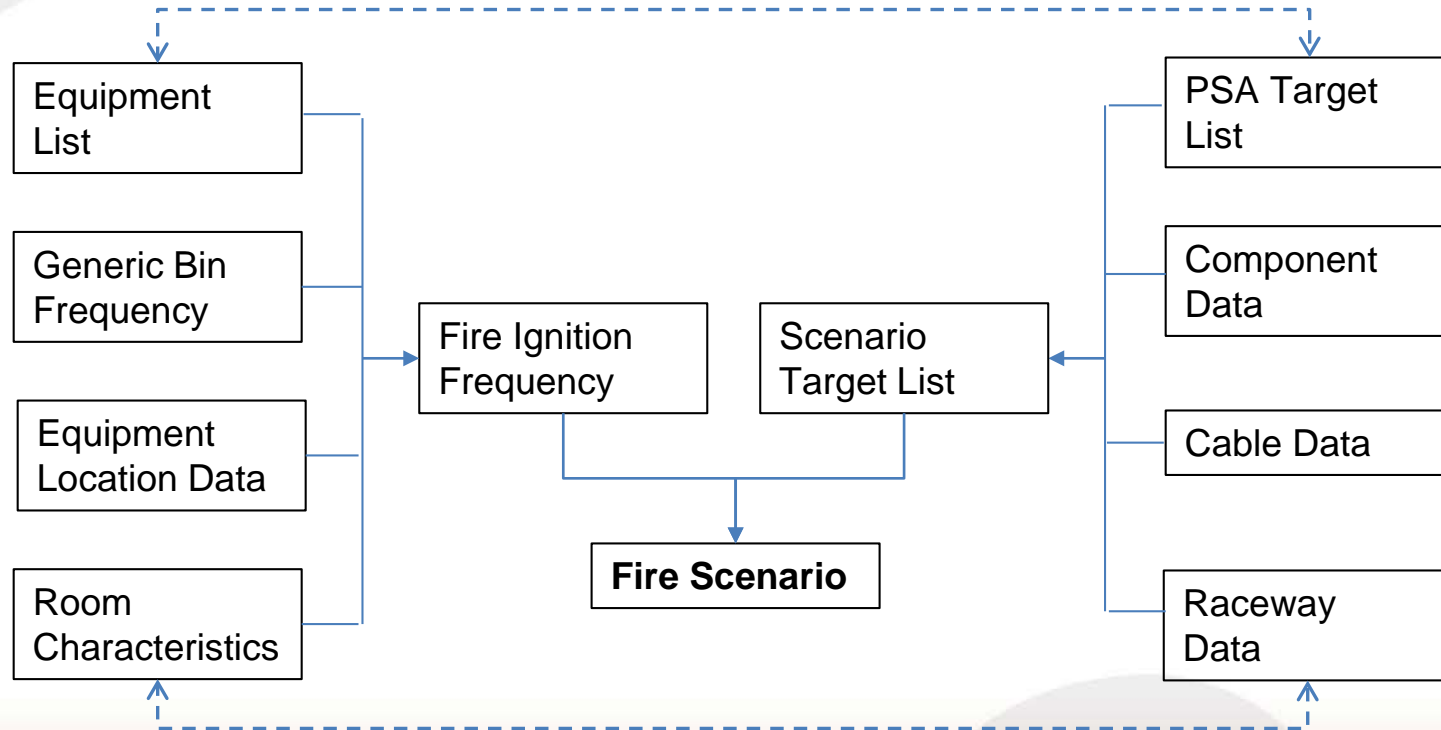 Equipment
List
Generic Bin
Frequency
Equipment
Location Data
Room
Characteristics
Fire Ignition
Frequency
Scenario
Target List
Fire Scenario
PSA Target
List
Component
Data
Cable Data
Raceway
Data